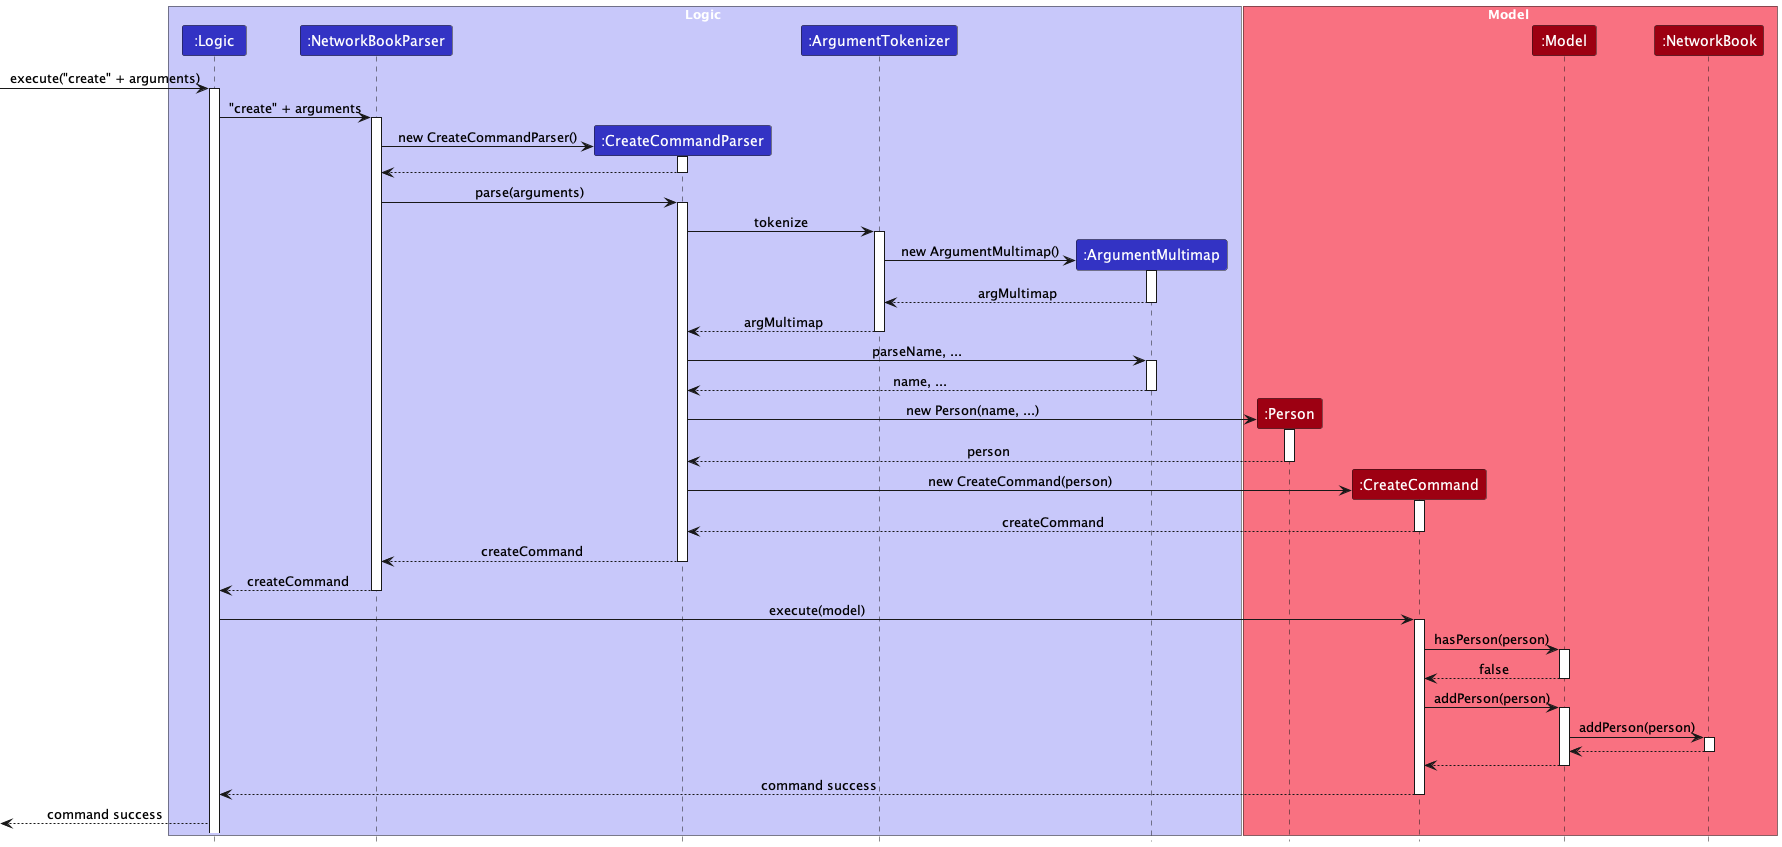 Logic
Model
:Logic
:NetworkBookParser
:ArgumentTokenizer
:Model
:NetworkBook
execute("create" + arguments)
"create" + arguments
new CreateCommandParser()
:CreateCommandParser
parse(arguments)
tokenize
new ArgumentMultimap()
:ArgumentMultimap
argMultimap
argMultimap
parseName, ...
name, ...
new Person(name, ...)
:Person
person
new CreateCommand(person)
:CreateCommand
createCommand
createCommand
createCommand
execute(model)
hasPerson(person)
false
addPerson(person)
addPerson(person)
command success
command success